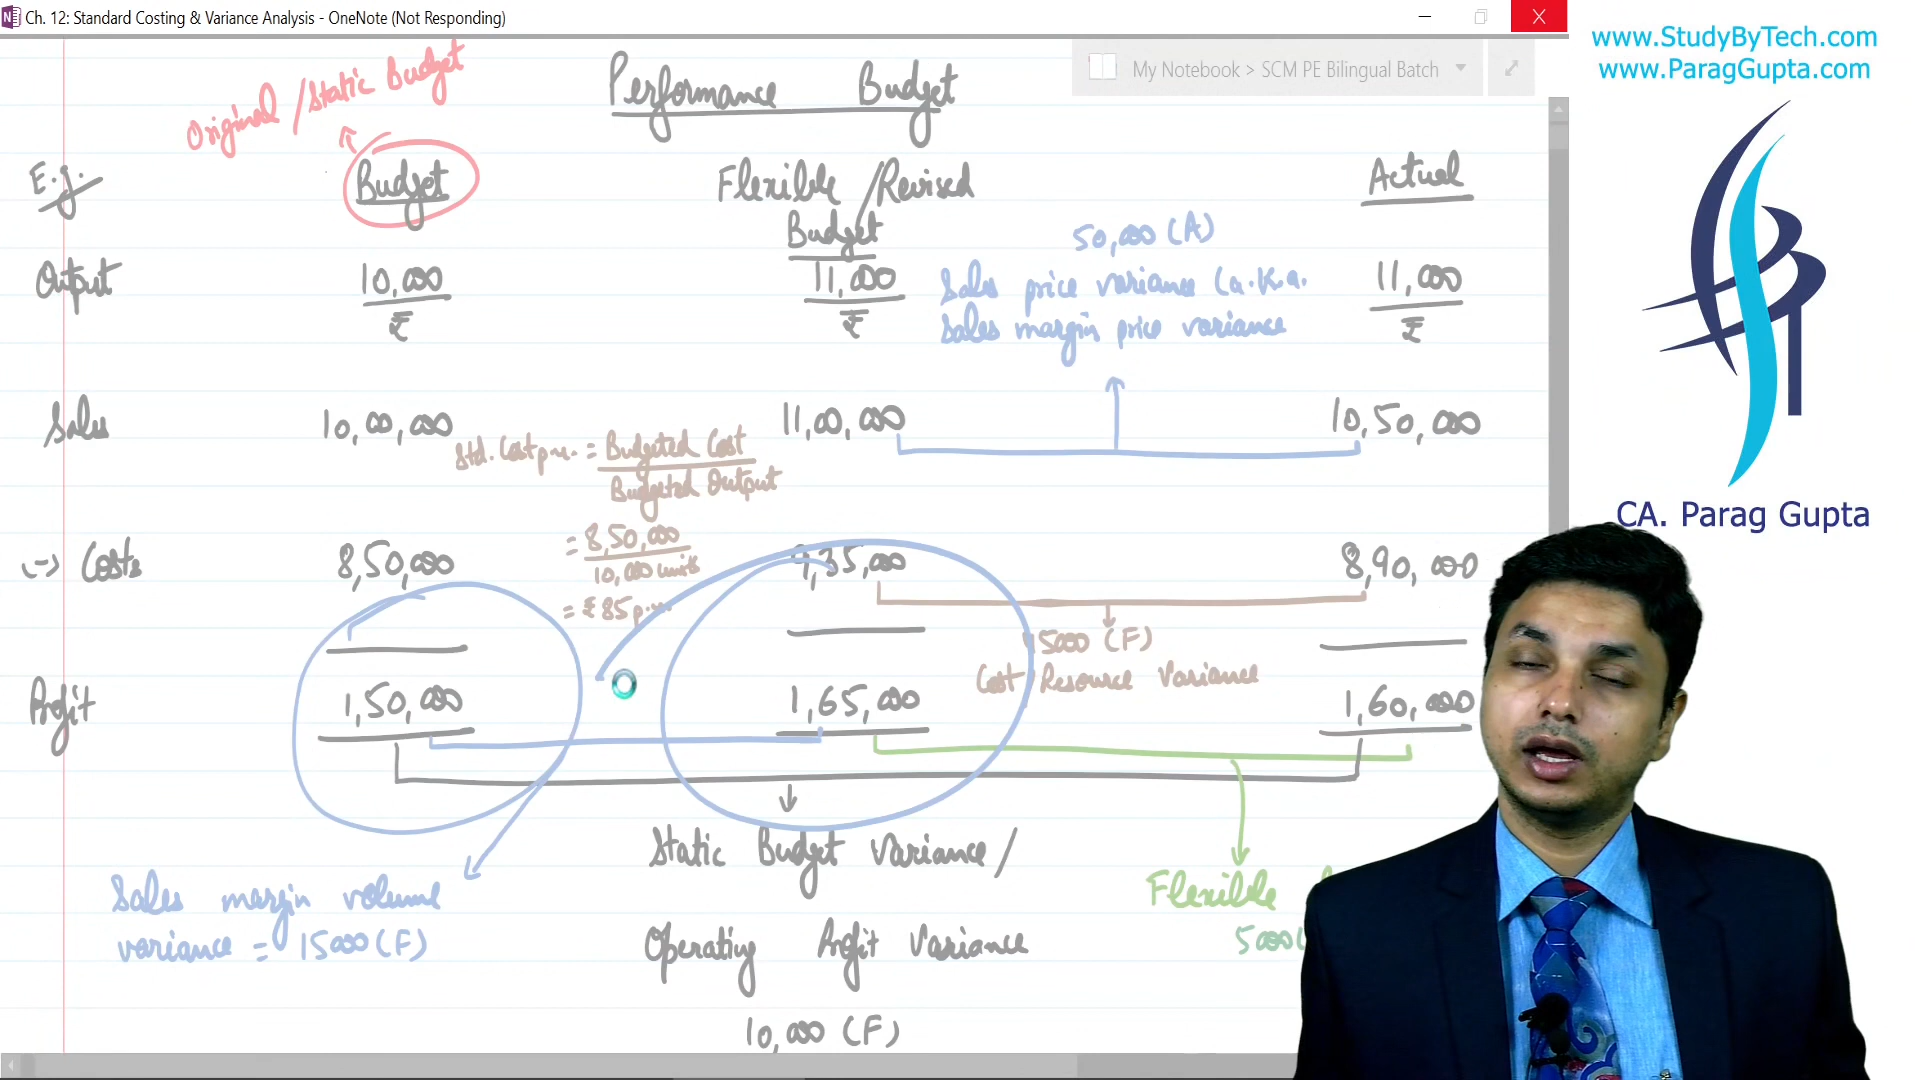 Ch. 12: Standard Costing & Variance Analysis - OneNote (Not Responding)
My Notebook > SCM PE Bilingual Batch
www.StudyByTech.com
www.ParagGupta.com
CA. Parag Gupta
Original / Static Budget
Performance Budget
E.g. Budget Flexible / Revised Budget Actual
50,000 (A)
Output 10,000 11,000 11,000
Sales price variance (a.k.a.
Sales margin price variance
₹ ₹ ₹
Sales 10,00,000 11,00,000 10,50,000
Std. Cost p.u. = Budgeted Cost
Budgeted Output
= 8,50,000
10,000 units
= ₹85 p.u.
(-) Costs 8,50,000 9,35,000 8,90,000
5000 (F)
Cost / Resource Variance
Profit 1,50,000 1,65,000 1,60,000
Static Budget Variance /
Operating Profit Variance
10,000 (F)
Sales margin volume
variance = 15000 (F)
Flexible
5000 (